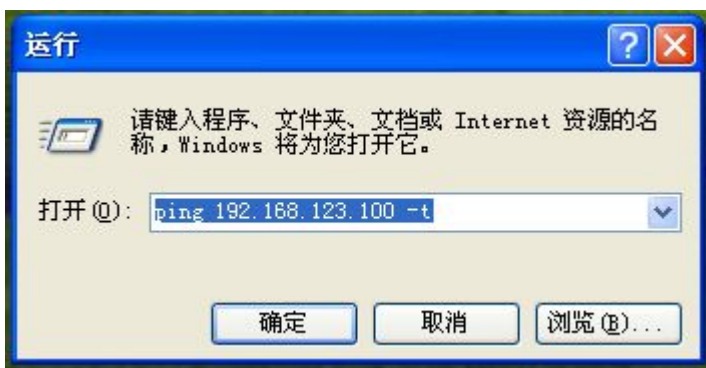 运行
请键入程序、文件夹、文档或 Internet 资源的名
称，Windows 将为您打开它。
打开(O): ping 192.168.123.100 -t
确定 取消 浏览(B)...